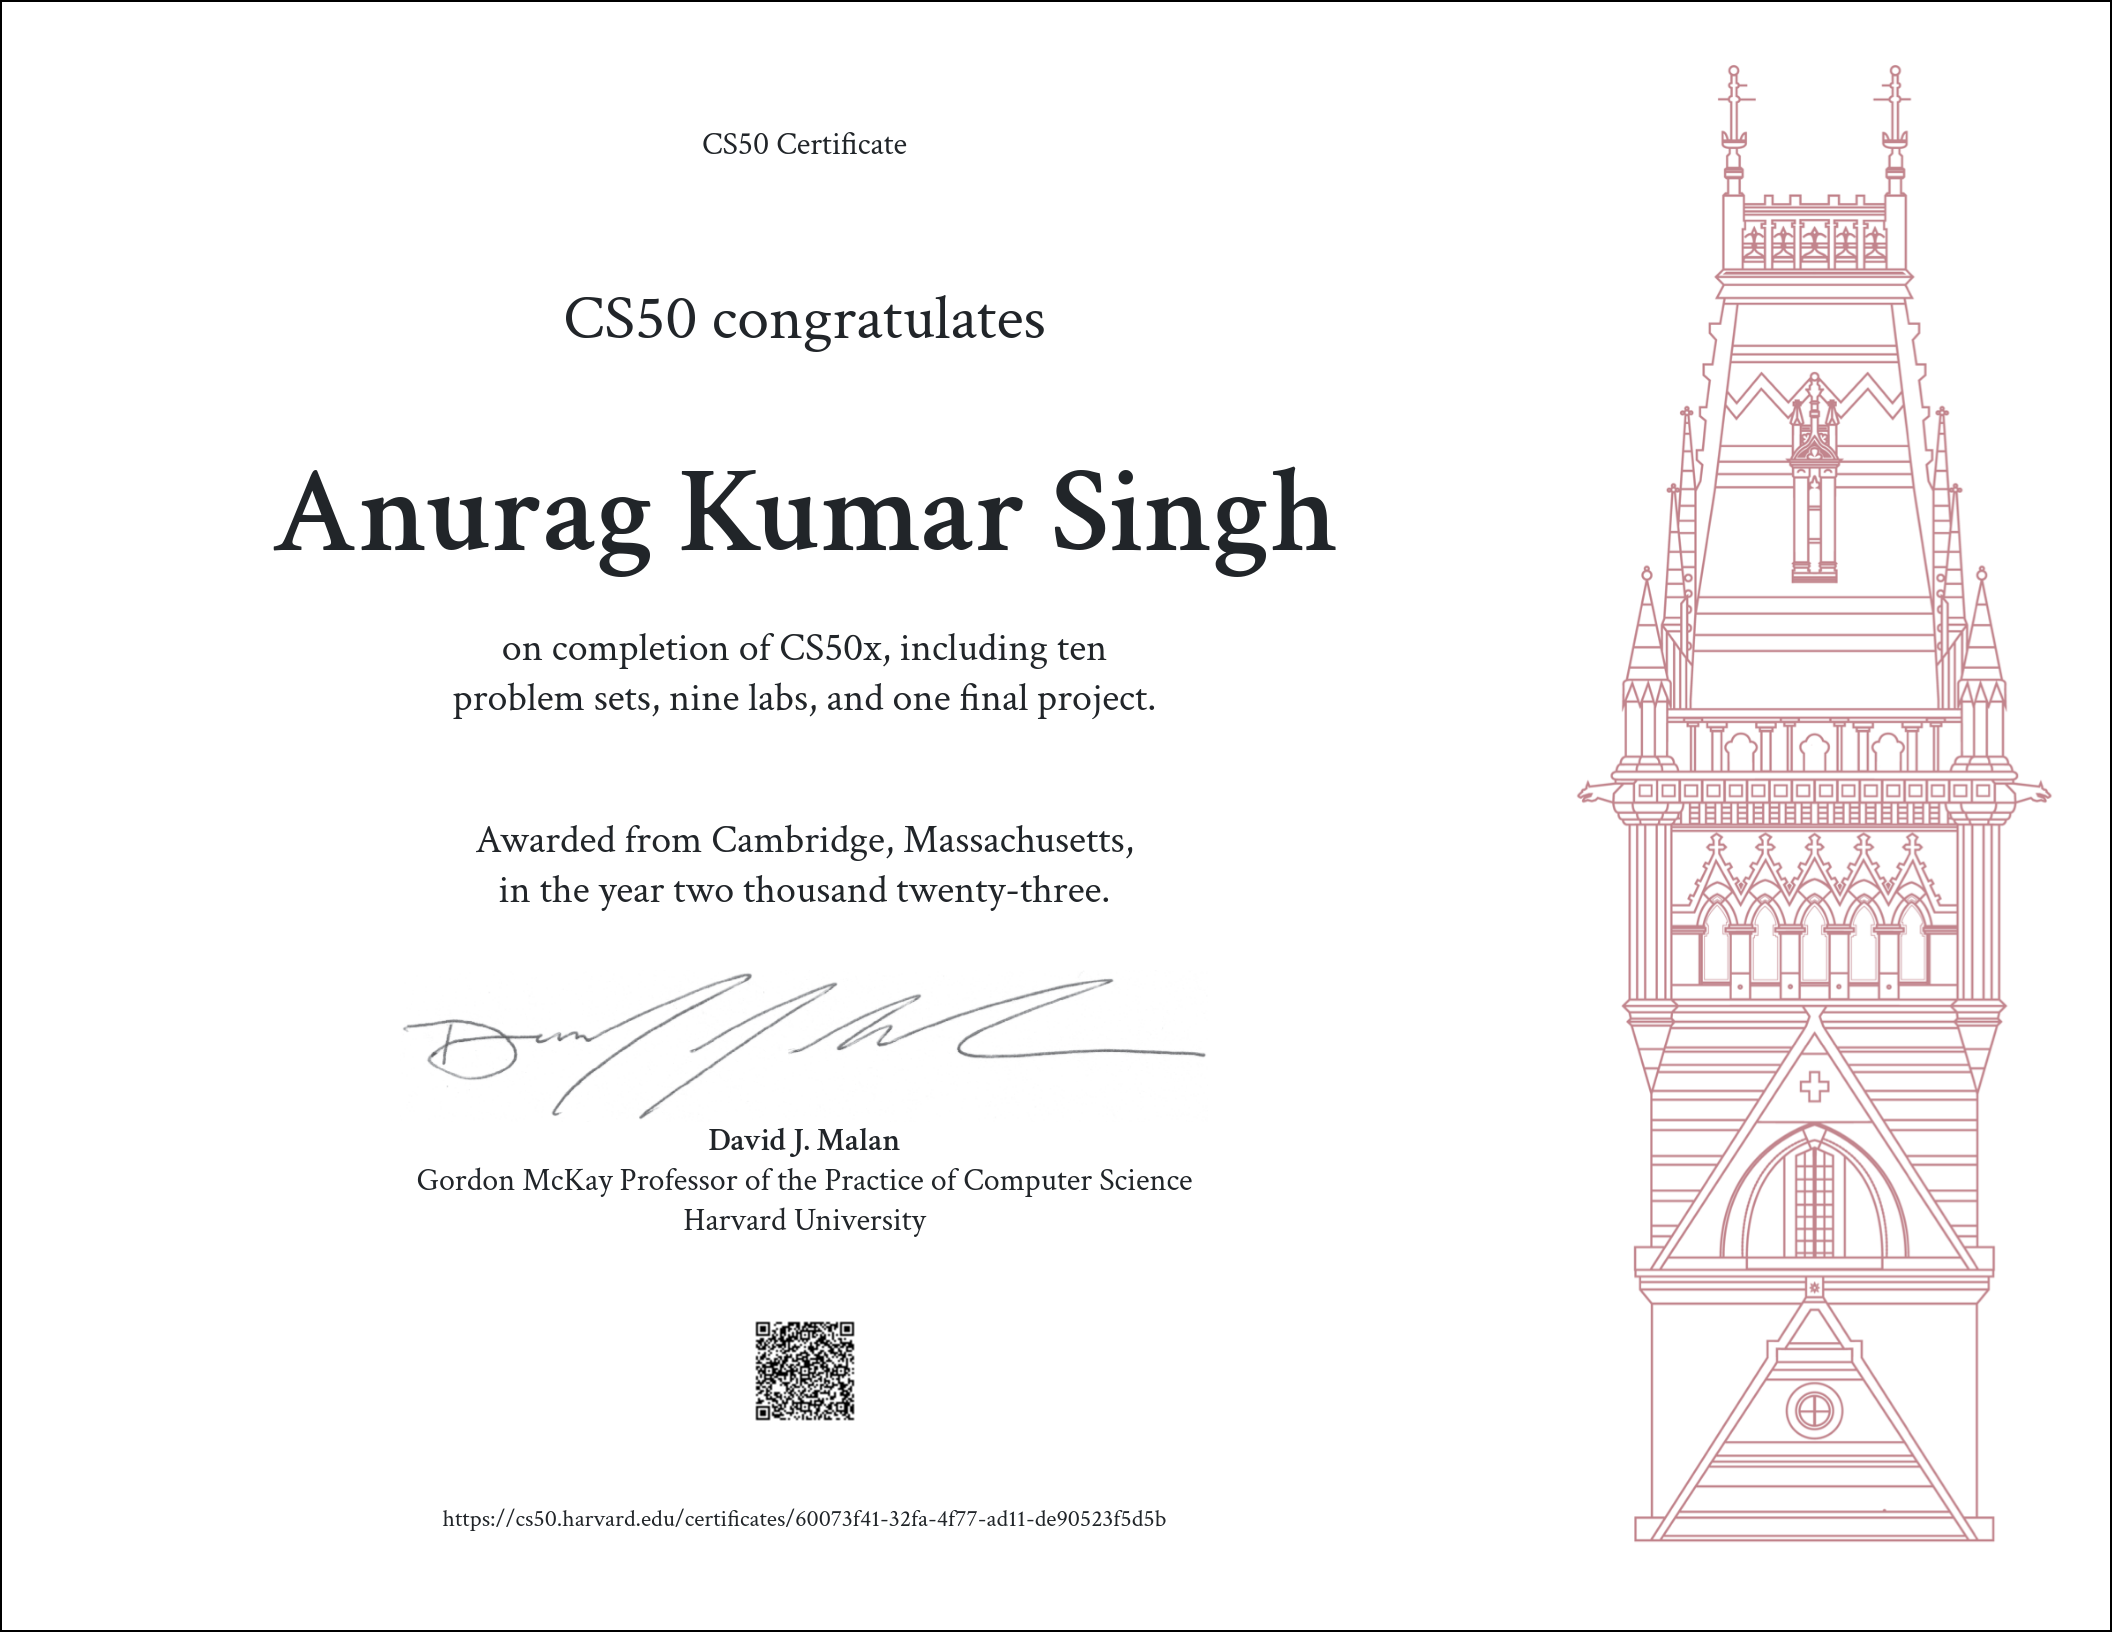 CS50 Certificate
CS50 congratulates
Anurag Kumar Singh
on completion of CS50x, including ten
problem sets, nine labs, and one final project.
Awarded from Cambridge, Massachusetts,
in the year two thousand twenty-three.
David J. Malan
Gordon McKay Professor of the Practice of Computer Science
Harvard University
https://cs50.harvard.edu/certificates/60073f41-32fa-4f77-ad11-de90523f5d5b